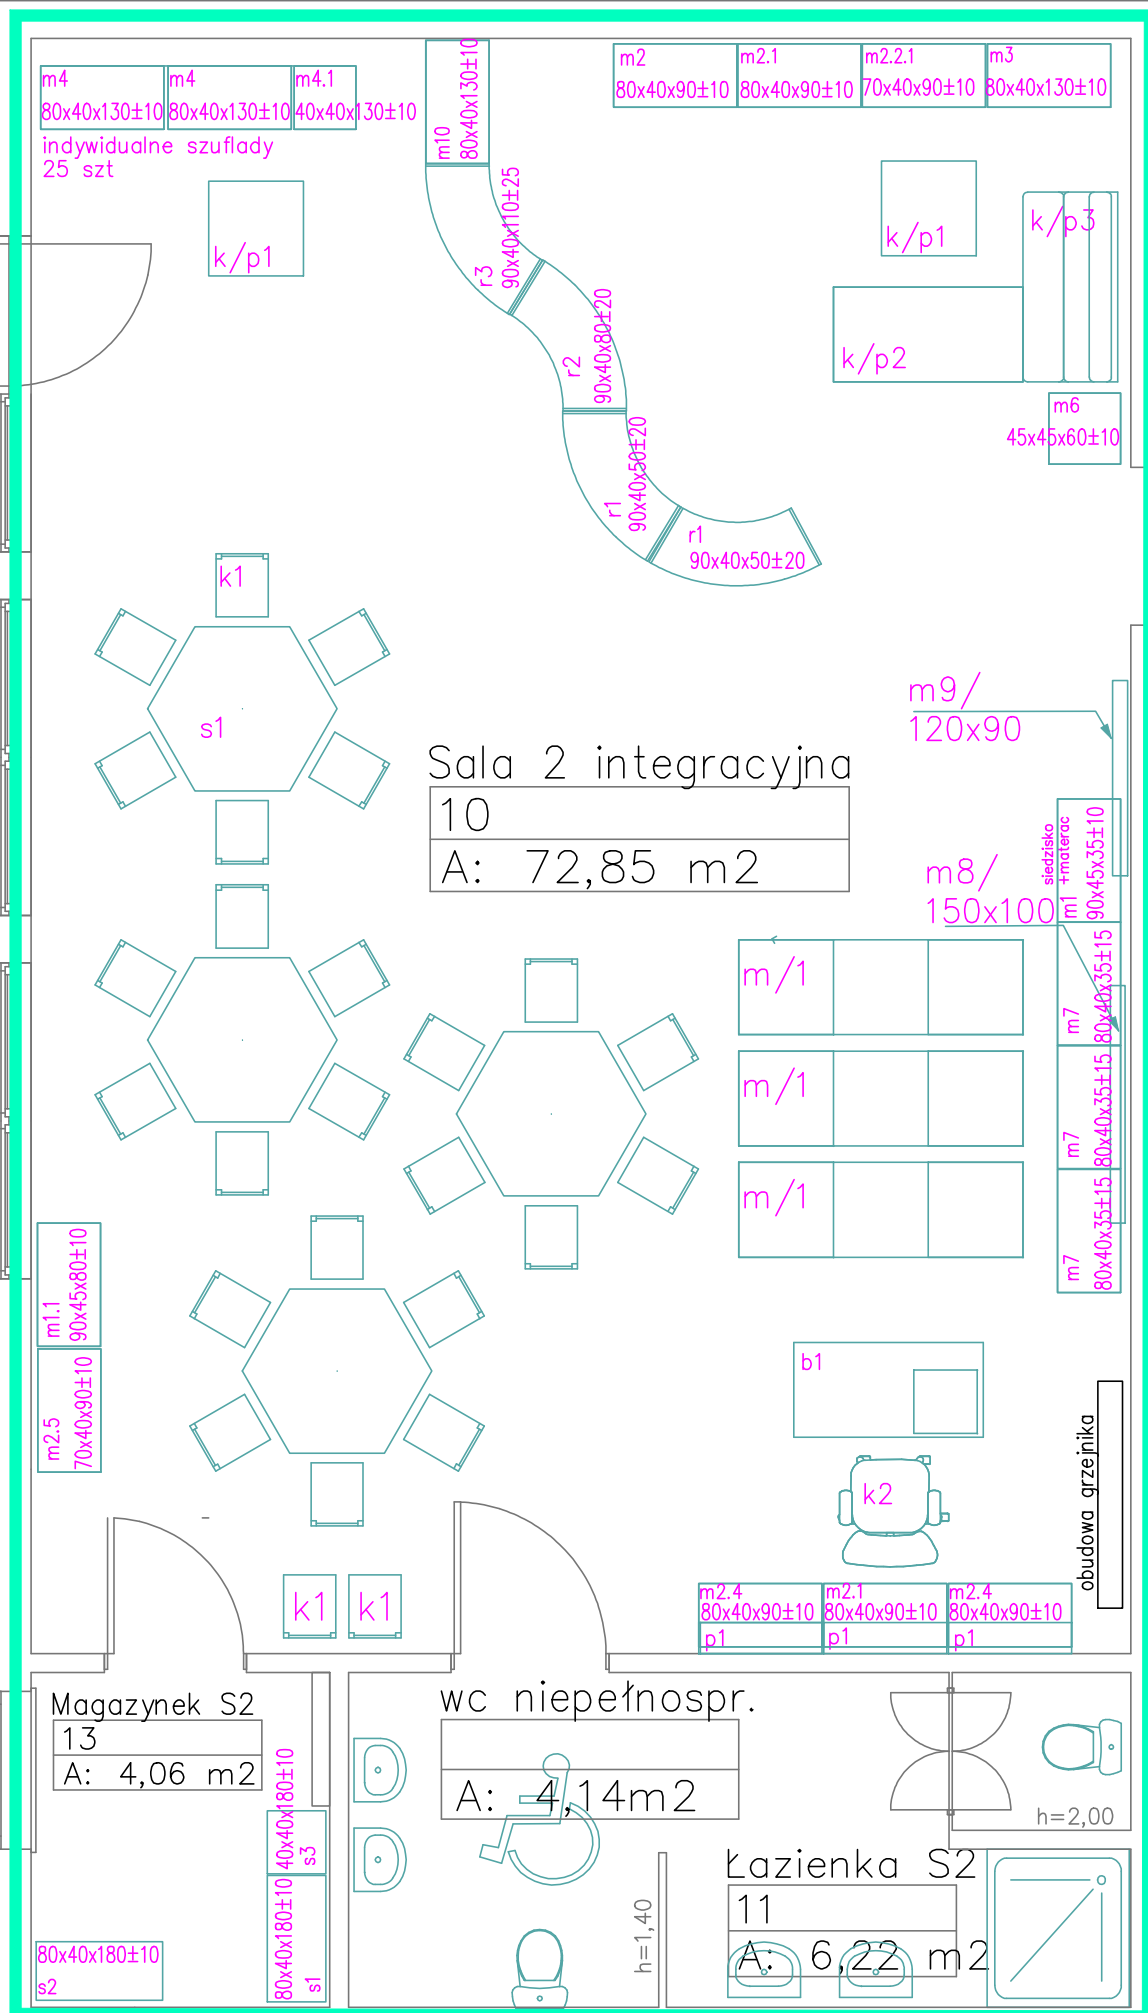 m4
80x40x130±10
m4
80x40x130±10
m4.1
40x40x130±10
indywidualne szuflady
25 szt
m10
80x40x130±10
m2
80x40x90±10
m2.1
80x40x90±10
m2.2.1
70x40x90±10
m3
80x40x130±10
k/p1
r3
90x40x110±25
k/p1
k/p3
k/p2
r2
90x40x80±20
m6
45x45x60±10
r1
90x40x50±20
r1
90x40x50±20
k1
s1
m9/
120x90
Sala 2 integracyjna
10
A: 72,85 m2
siedzisko
m1 +materac
90x45x35±10
m8/
150x100
m/1
m7
80x40x35±15
m/1
m7
80x40x35±15
m/1
m7
80x40x35±15
m1.1
90x45x80±10
m2.5
70x40x90±10
b1
obudowa grzejnika
k2
k1
k1
m2.4
80x40x90±10
p1
m2.1
80x40x90±10
p1
m2.4
80x40x90±10
p1
Magazynek S2
13
A: 4,06 m2
wc niepełnospr.
A: 4,14m2
h=2,00
40x40x180±10
s3
80x40x180±10
s1
80x40x180±10
s2
h=1,40
Łazienka S2
11
A: 6,22 m2